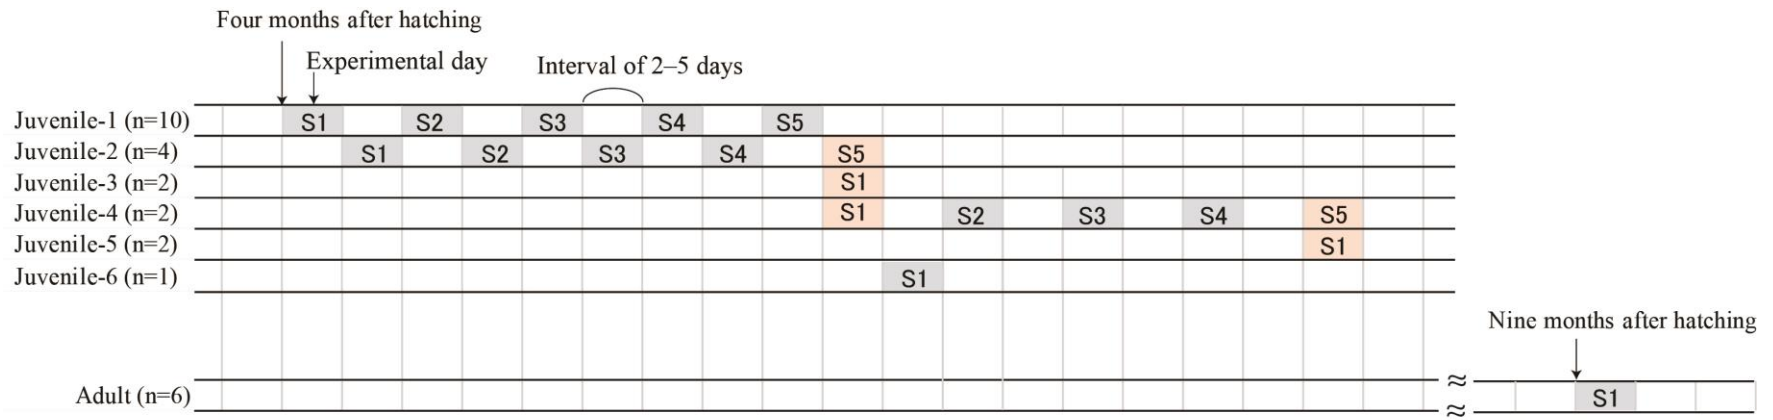 Four months after hatching
Experimental day
Interval of 2–5 days
Juvenile-1 (n=10) S1 S2 S3 S4 S5
Juvenile-2 (n=4) S1 S2 S3 S4 S5
Juvenile-3 (n=2) S1
Juvenile-4 (n=2) S1 S2 S3 S4 S5
Juvenile-5 (n=2) S1
Juvenile-6 (n=1) S1
Nine months after hatching
Adult (n=6) ≈ ≈ S1